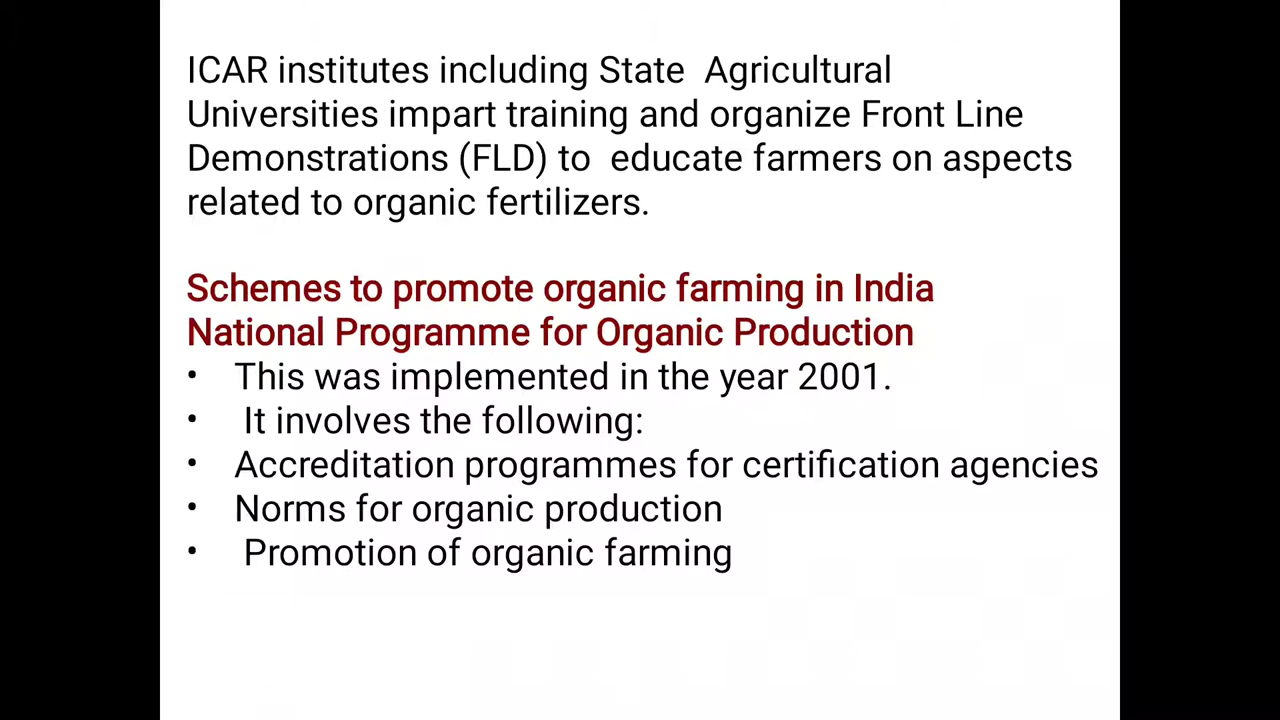 ICAR institutes including State  Agricultural
Universities impart training and organize Front Line
Demonstrations (FLD) to  educate farmers on aspects
related to organic fertilizers.
Schemes to promote organic farming in India
National Programme for Organic Production
• This was implemented in the year 2001.
• It involves the following:
• Accreditation programmes for certification agencies
• Norms for organic production
• Promotion of organic farming